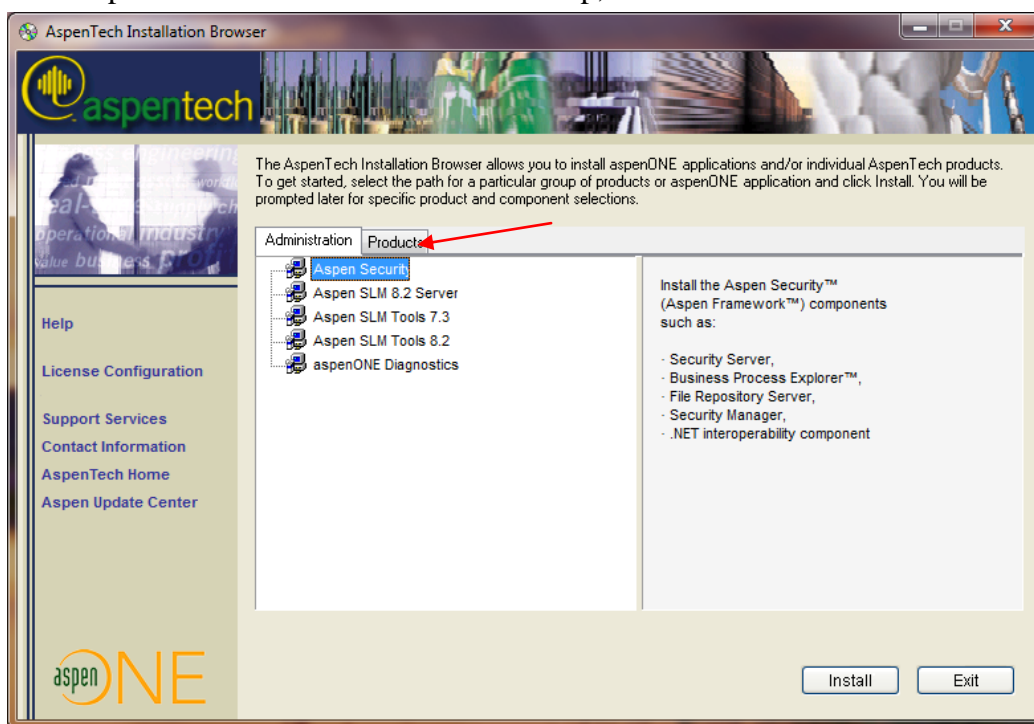 AspenTech Installation Browser
aspentech
The AspenTech Installation Browser allows you to install aspenONE applications and/or individual AspenTech products.
To get started, select the path for a particular group of products or aspenONE application and click Install. You will be
prompted later for specific product and component selections.
Administration Products
Aspen Security
Aspen SLM 8.2 Server
Aspen SLM Tools 7.3
Aspen SLM Tools 8.2
aspenONE Diagnostics
Install the Aspen Security™
(Aspen Framework™) components
such as:
- Security Server,
- Business Process Explorer™,
- File Repository Server,
- Security Manager,
- .NET interoperability component
Help
License Configuration
Support Services
Contact Information
AspenTech Home
Aspen Update Center
aspenONE
Install Exit